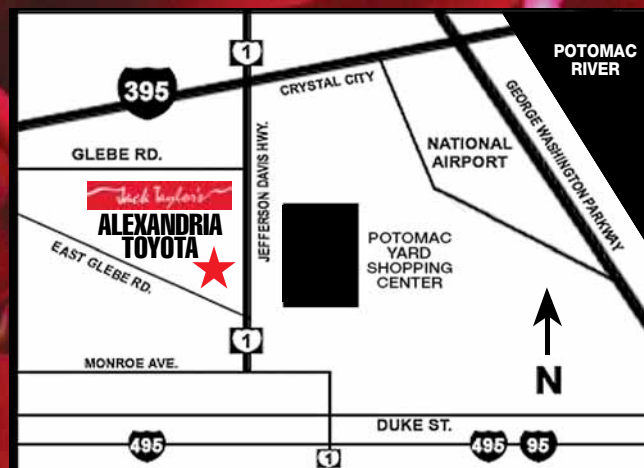 1
395
CRYSTAL CITY
POTOMAC
RIVER
GLEBE RD.
JEFFERSON DAVIS HWY.
NATIONAL
AIRPORT
GEORGE WASHINGTON PARKWAY
Jack Taylor's
ALEXANDRIA
TOYOTA
EAST GLEBE RD.
POTOMAC
YARD
SHOPPING
CENTER
1
MONROE AVE.
N
DUKE ST.
495
1
495
95